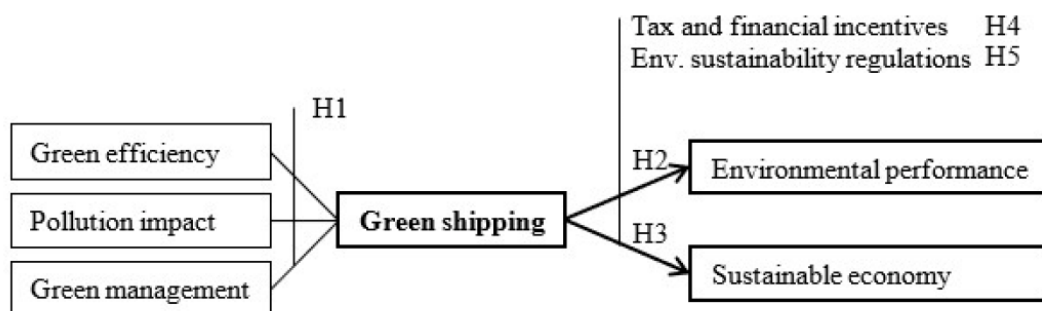 Tax and financial incentives H4
Env. sustainability regulations H5
H1
Green efficiency
H2
Environmental performance
Pollution impact
Green shipping
H3
Green management
Sustainable economy